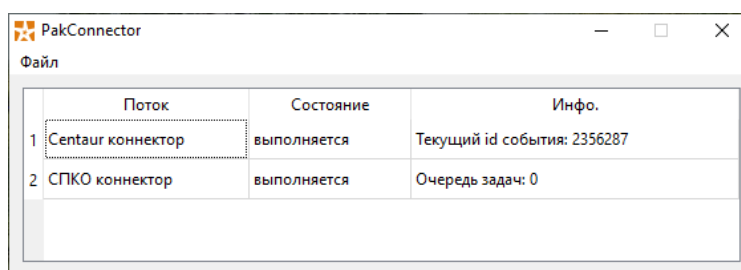 PakConnector
Файл
Поток Состояние Инфо.
1 Centaur коннектор выполняется Текущий id события: 2356287
2 СПКО коннектор выполняется Очередь задач: 0